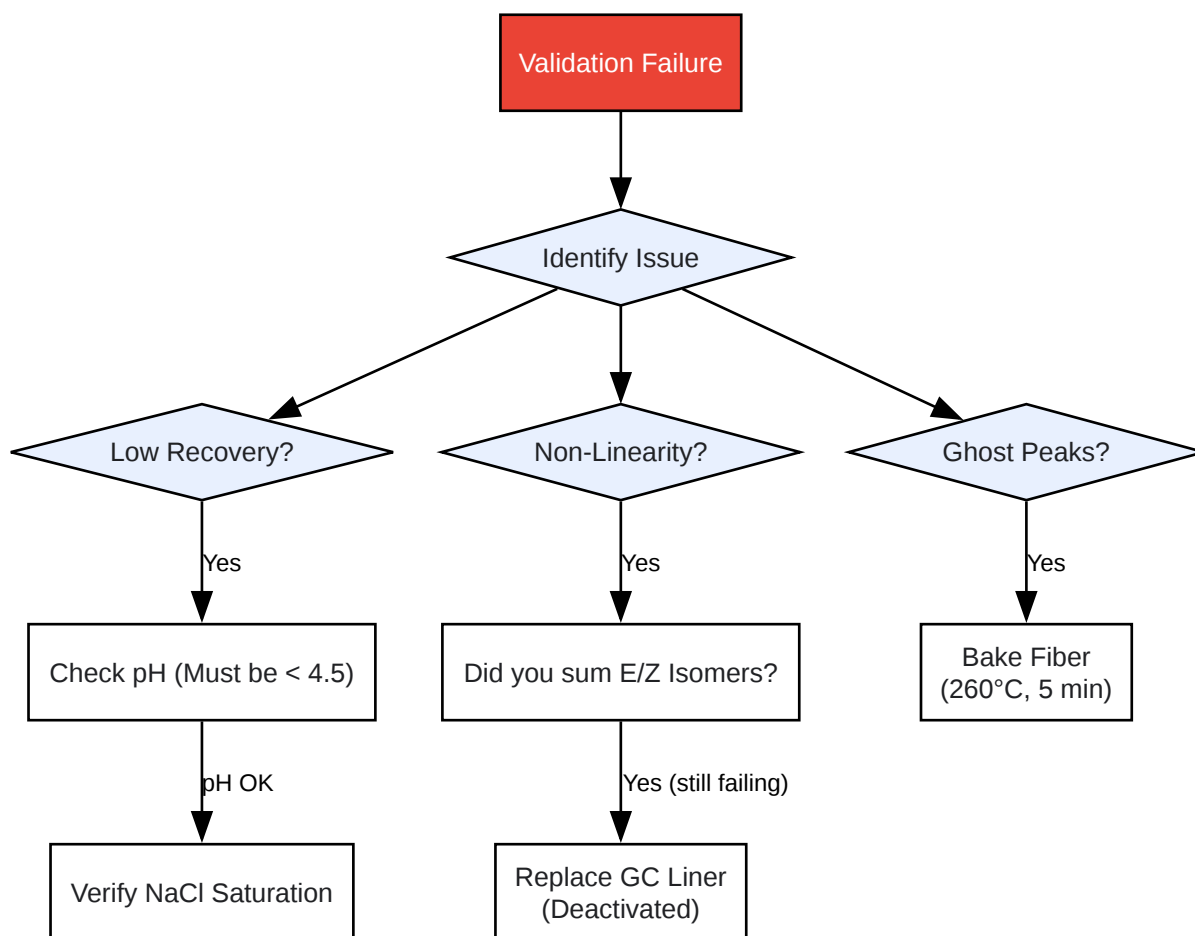 Validation Failure
Identify Issue
Low Recovery?
Non-Linearity?
Ghost Peaks?
Yes
Yes
Yes
Check pH (Must be < 4.5)
Did you sum E/Z Isomers?
Bake Fiber
(260°C, 5 min)
pH OK
Yes (still failing)
Verify NaCl Saturation
Replace GC Liner
(Deactivated)